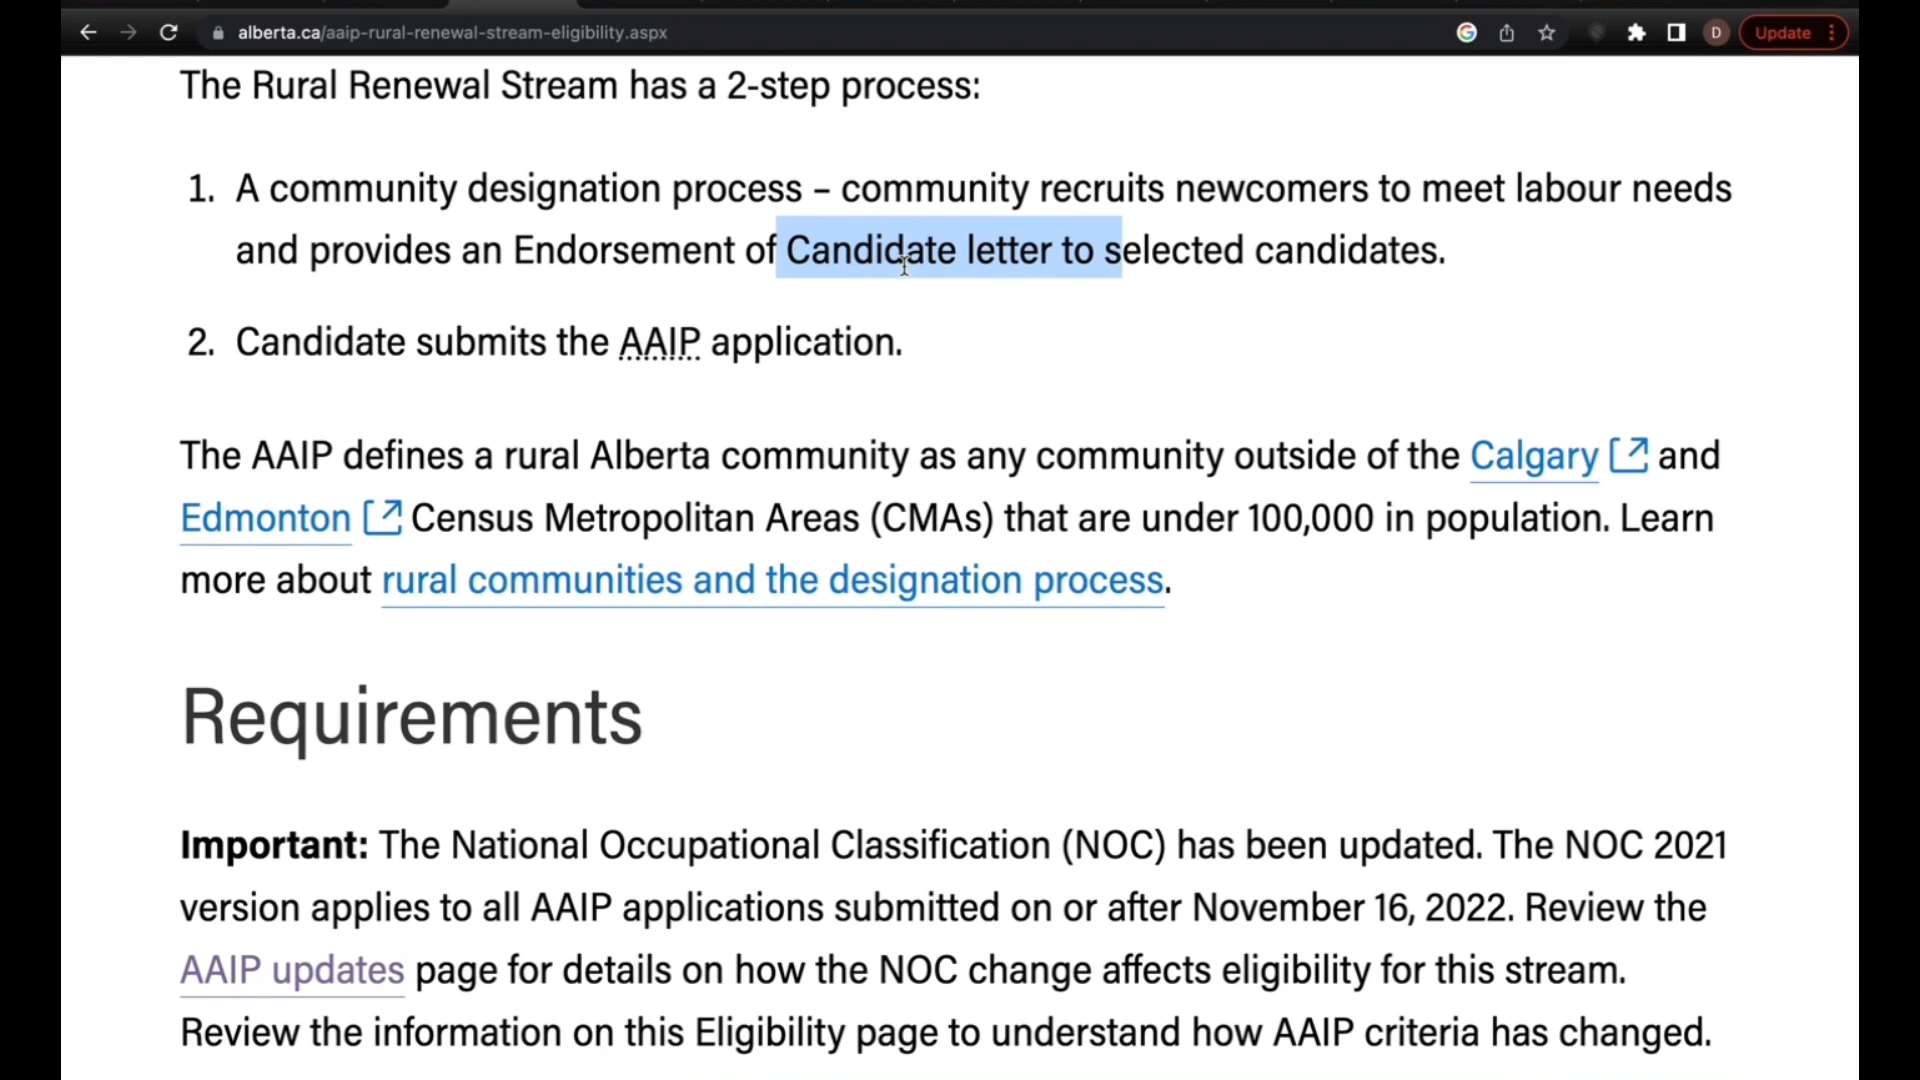 alberta.ca/aaip-rural-renewal-stream-eligibility.aspx
D
Update
The Rural Renewal Stream has a 2-step process:
1. A community designation process – community recruits newcomers to meet labour needs
and provides an Endorsement of Candidate letter to selected candidates.
2. Candidate submits the AAIP application.
The AAIP defines a rural Alberta community as any community outside of the Calgary and
Edmonton Census Metropolitan Areas (CMAs) that are under 100,000 in population. Learn
more about rural communities and the designation process.
Requirements
Important: The National Occupational Classification (NOC) has been updated. The NOC 2021
version applies to all AAIP applications submitted on or after November 16, 2022. Review the
AAIP updates page for details on how the NOC change affects eligibility for this stream.
Review the information on this Eligibility page to understand how AAIP criteria has changed.